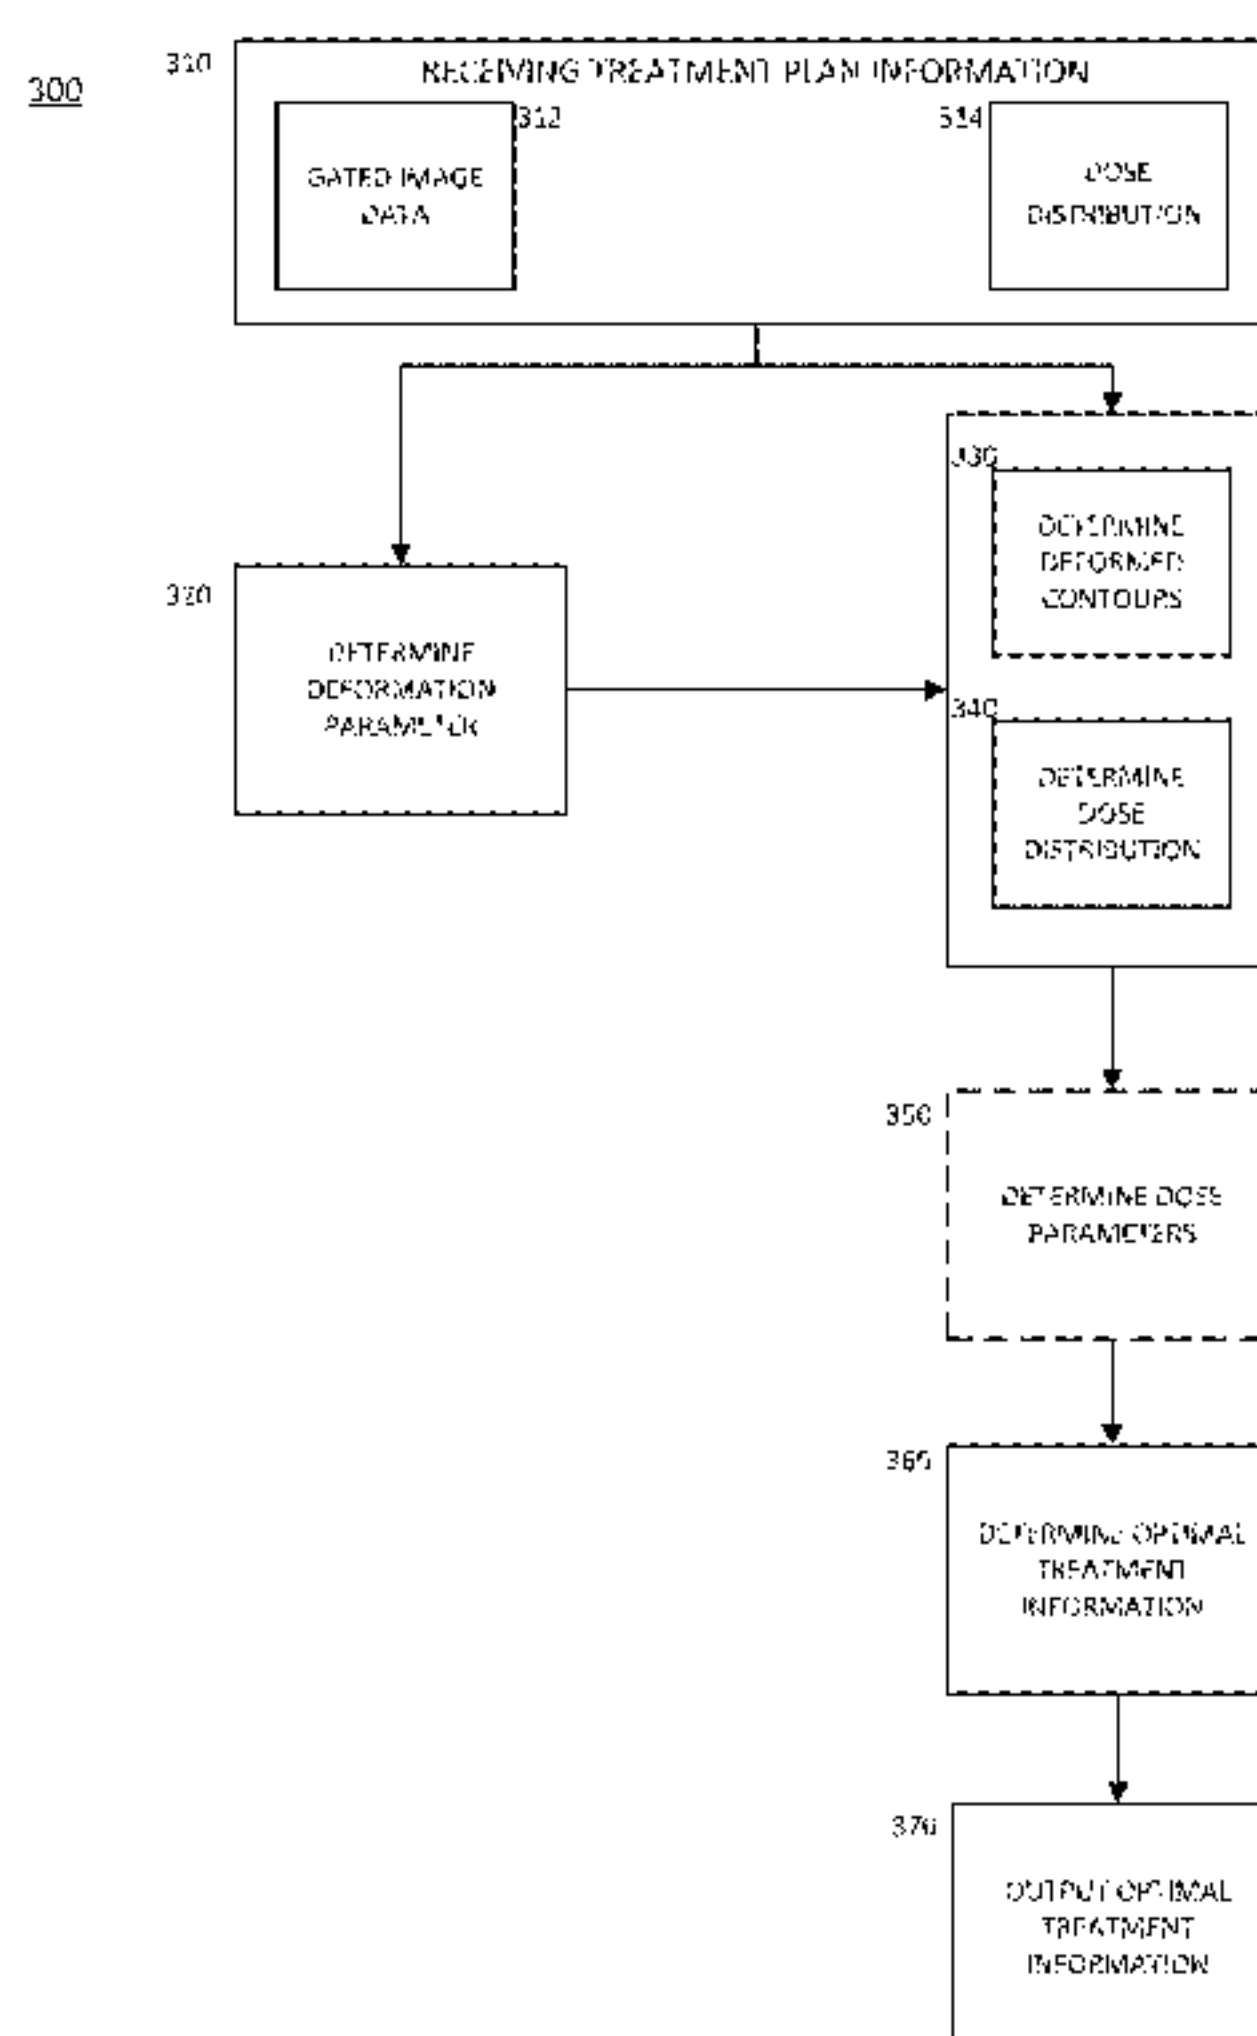 300
310
RECEIVING TREATMENT PLAN INFORMATION
312
GATED IMAGE
DATA
314
DOSE
DISTRIBUTION
330
DETERMINE
DEFORMED
CONTOURS
320
DETERMINE
DEFORMATION
PARAMETER
340
DETERMINE
DOSE
DISTRIBUTION
350
DETERMINE DOSE
PARAMETERS
360
DETERMINE OPTIMAL
TREATMENT
INFORMATION
370
OUTPUT OPTIMAL
TREATMENT
INFORMATION